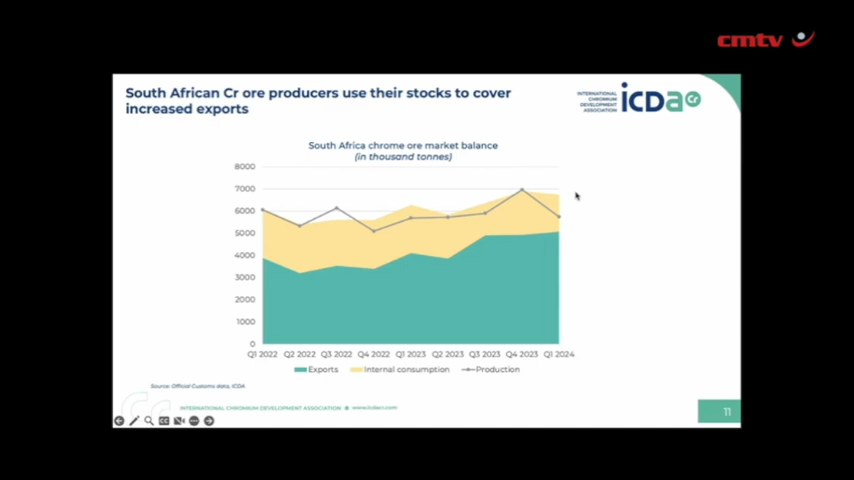 cmtv
South African Cr ore producers use their stocks to cover
increased exports
INTERNATIONAL
CHROMIUM
DEVELOPMENT
ASSOCIATION
icda Cr
South Africa chrome ore market balance
(in thousand tonnes)
8000
7000
6000
5000
4000
3000
2000
1000
0
Q1 2022 Q2 2022 Q3 2022 Q4 2022 Q1 2023 Q2 2023 Q3 2023 Q4 2023 Q1 2024
Exports Internal consumption Production
Source: Official Customs data, ICDA
INTERNATIONAL CHROMIUM DEVELOPMENT ASSOCIATION www.icdacr.com
11
Cr
CC